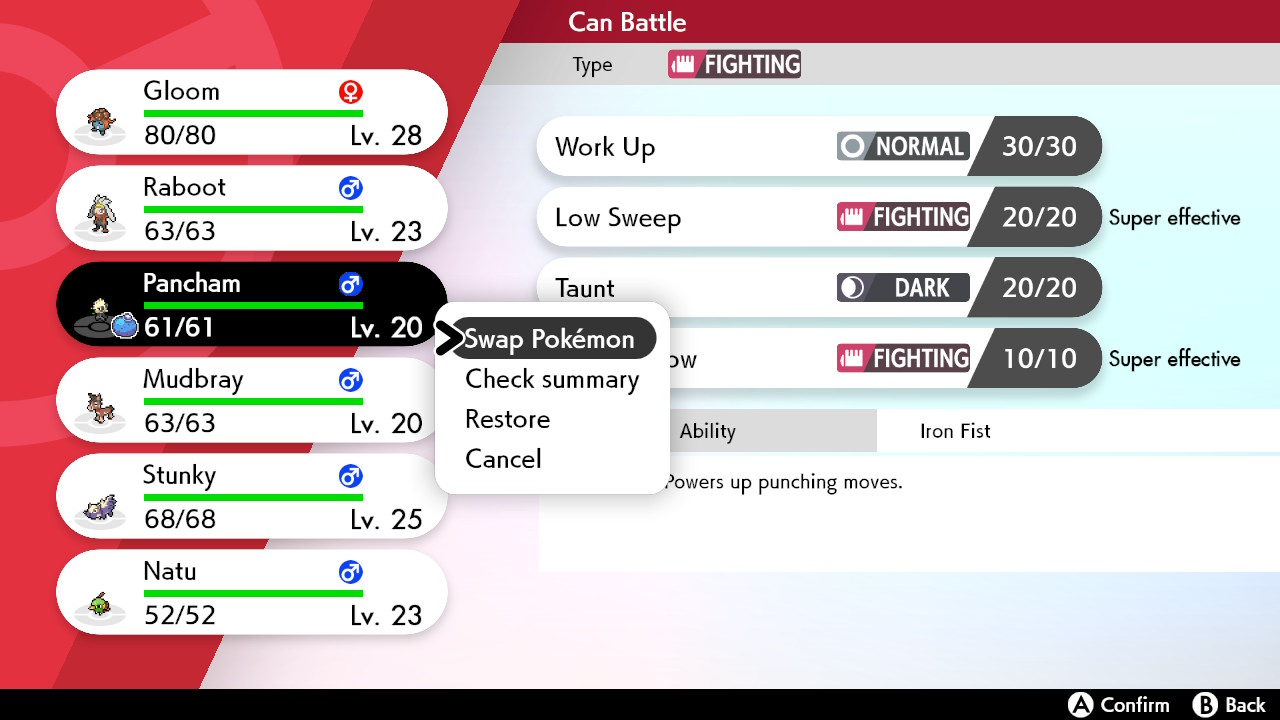 Can Battle
Type FIGHTING
Gloom
80/80 Lv. 28
Raboot
63/63 Lv. 23
Pancham
61/61 Lv. 20
Mudbray
63/63 Lv. 20
Stunky
68/68 Lv. 25
Natu
52/52 Lv. 23
Work Up NORMAL 30/30
Low Sweep FIGHTING 20/20 Super effective
Taunt DARK 20/20
FIGHTING 10/10 Super effective
Swap Pokémon
Check summary
Restore
Cancel
Ability Iron Fist
Powers up punching moves.
A Confirm B Back